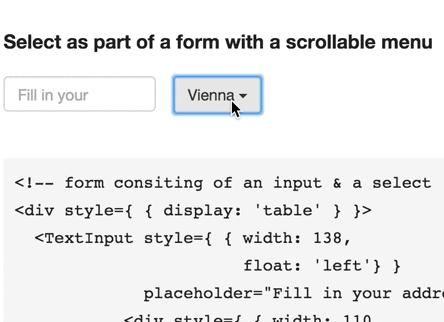 Select as part of a form with a scrollable menu
Fill in your
Vienna
<!-- form consiting of an input & a select
<div style={ { display: 'table' } }>
<TextInput style={ { width: 138,
float: 'left'} }
placeholder="Fill in your addr
<div style={ { width: 110